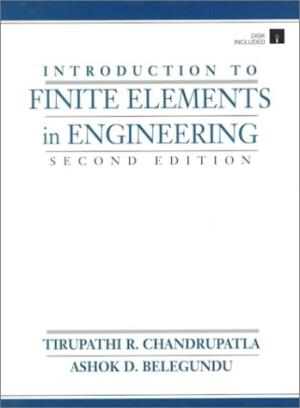 DISK
INCLUDED
INTRODUCTION TO
FINITE ELEMENTS
in ENGINEERING
SECOND EDITION
TIRUPATHI R. CHANDRUPATLA
ASHOK D. BELEGUNDU